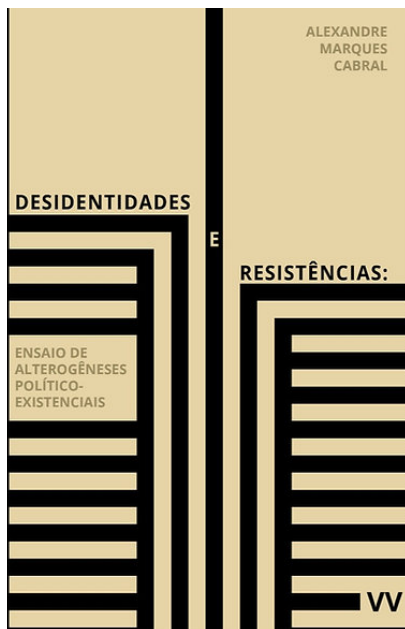 ALEXANDRE
MARQUES
CABRAL
DESIDENTIDADES
E
RESISTÊNCIAS:
ENSAIO DE
ALTEROGÊNESES
POLÍTICO-
EXISTENCIAIS
VV